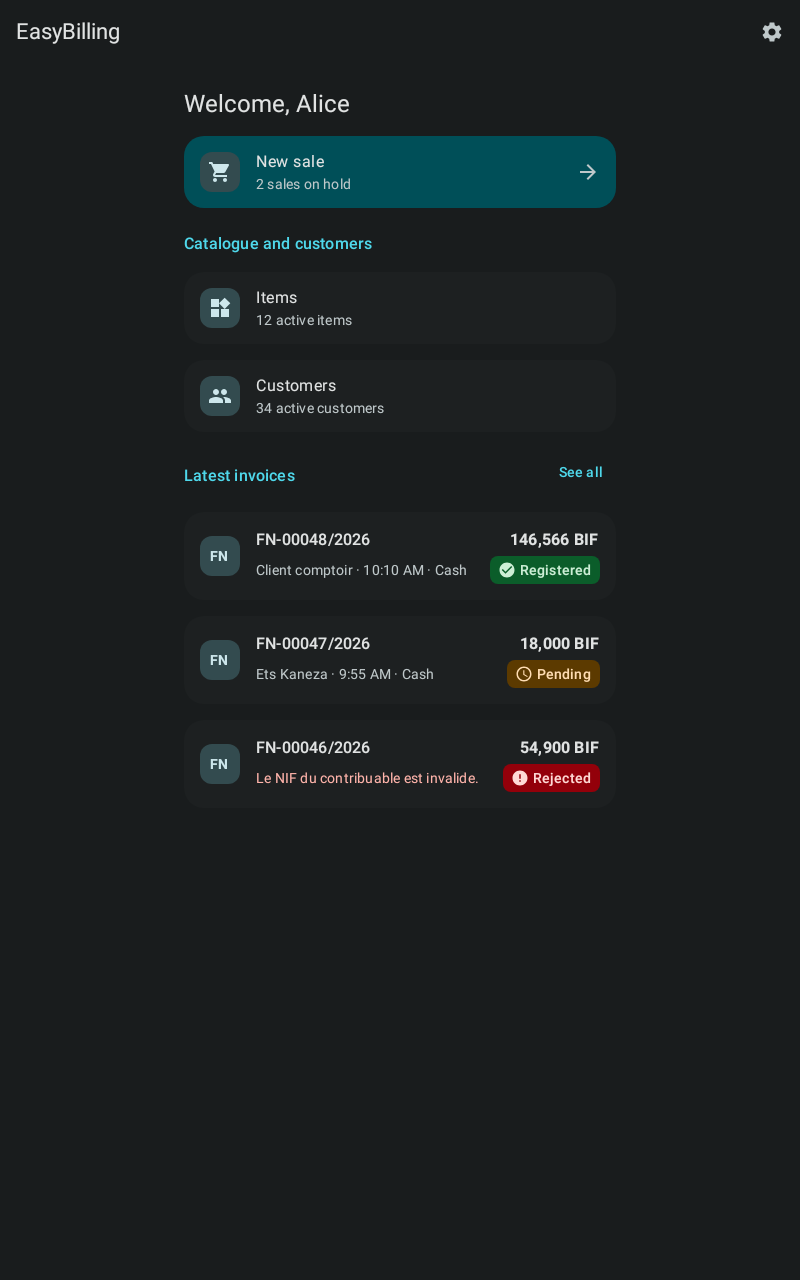 EasyBilling
Welcome, Alice
New sale
2 sales on hold
Catalogue and customers
Items
12 active items
Customers
34 active customers
Latest invoices
See all
FN
FN-00048/2026
146,566 BIF
Client comptoir · 10:10 AM · Cash
Registered
FN
FN-00047/2026
18,000 BIF
Ets Kaneza · 9:55 AM · Cash
Pending
FN
FN-00046/2026
54,900 BIF
Le NIF du contribuable est invalide.
Rejected